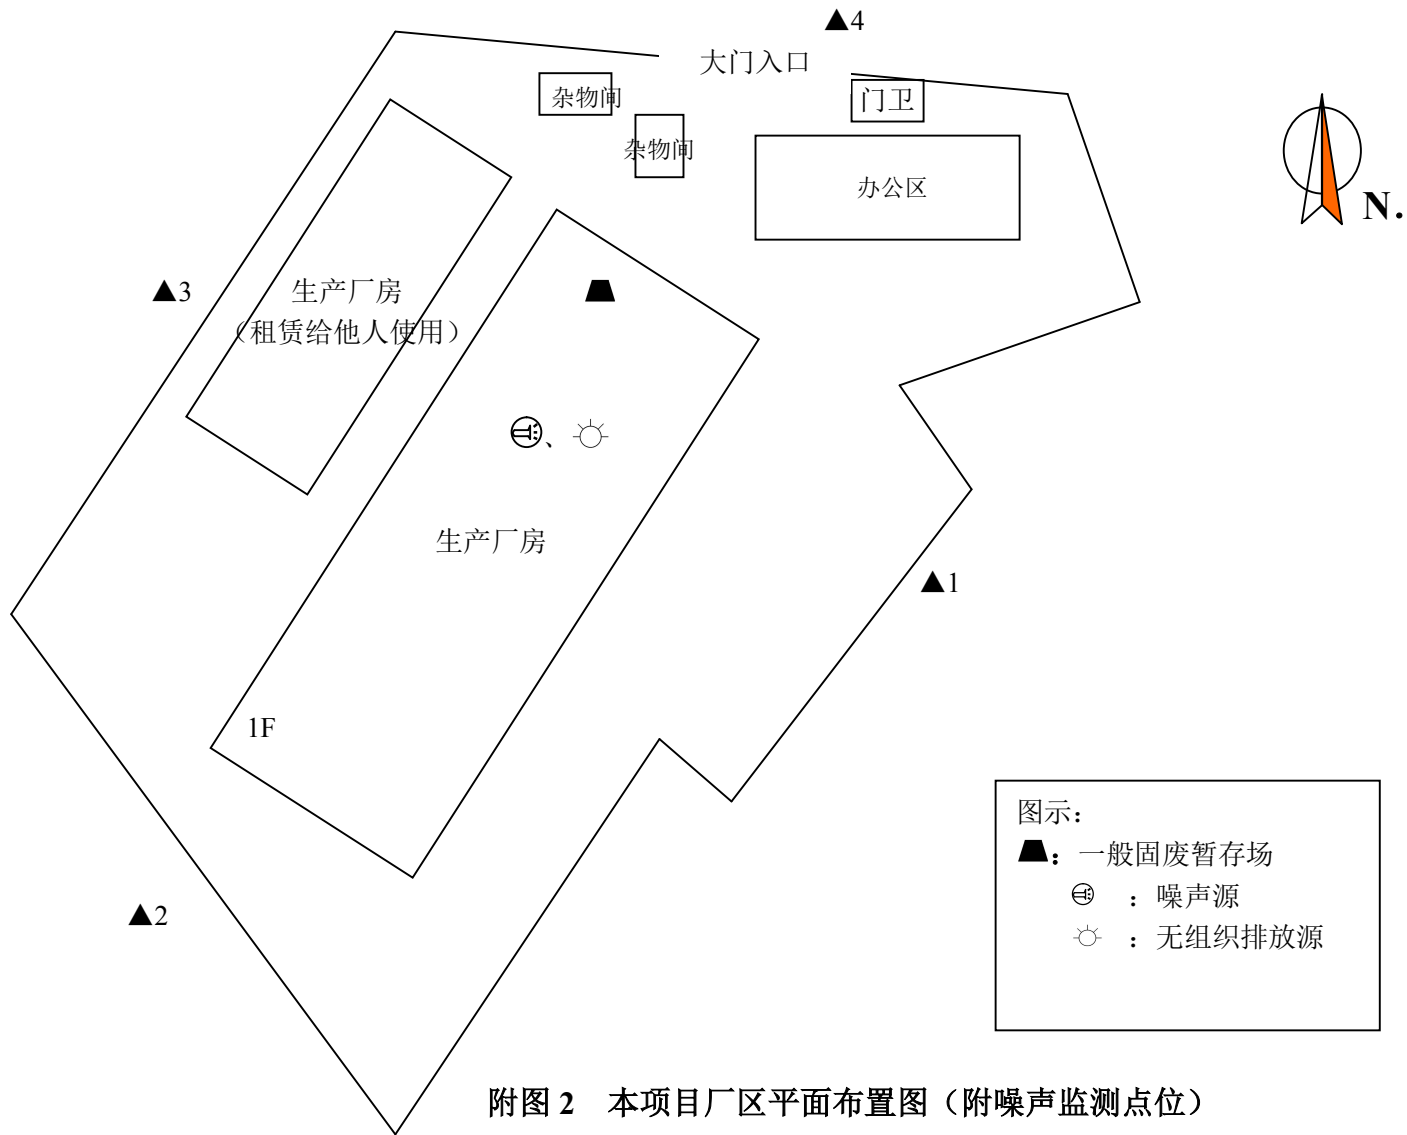 ▲4
大门入口
杂物间
门卫
杂物间
办公区
N.
▲3
生产厂房
（租赁给他人使用）
、
生产厂房
▲1
1F
▲2
图示：
：一般固废暂存场
：噪声源
：无组织排放源
附图 2 本项目厂区平面布置图（附噪声监测点位）